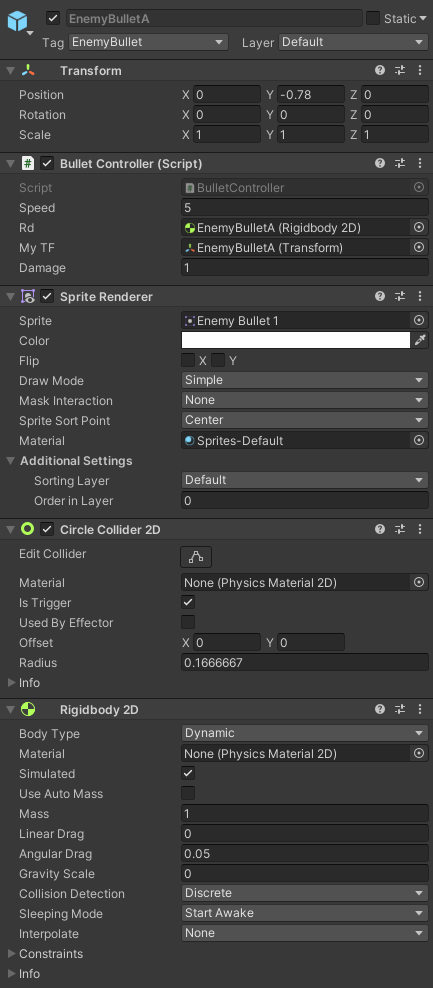 EnemyBulletA Static
Tag EnemyBullet Layer Default
Transform
Position X 0 Y -0.78 Z 0
Rotation X 0 Y 0 Z 0
Scale X 1 Y 1 Z 1
# Bullet Controller (Script)
Script # BulletController
Speed 5
Rd EnemyBulletA (Rigidbody 2D)
My TF EnemyBulletA (Transform)
Damage 1
Sprite Renderer
Sprite Enemy Bullet 1
Color
Flip X Y
Draw Mode Simple
Mask Interaction None
Sprite Sort Point Center
Material Sprites-Default
Additional Settings
Sorting Layer Default
Order in Layer 0
Circle Collider 2D
Edit Collider
Material None (Physics Material 2D)
Is Trigger
Used By Effector
Offset X 0 Y 0
Radius 0.1666667
Info
Rigidbody 2D
Body Type Dynamic
Material None (Physics Material 2D)
Simulated
Use Auto Mass
Mass 1
Linear Drag 0
Angular Drag 0.05
Gravity Scale 0
Collision Detection Discrete
Sleeping Mode Start Awake
Interpolate None
Constraints
Info